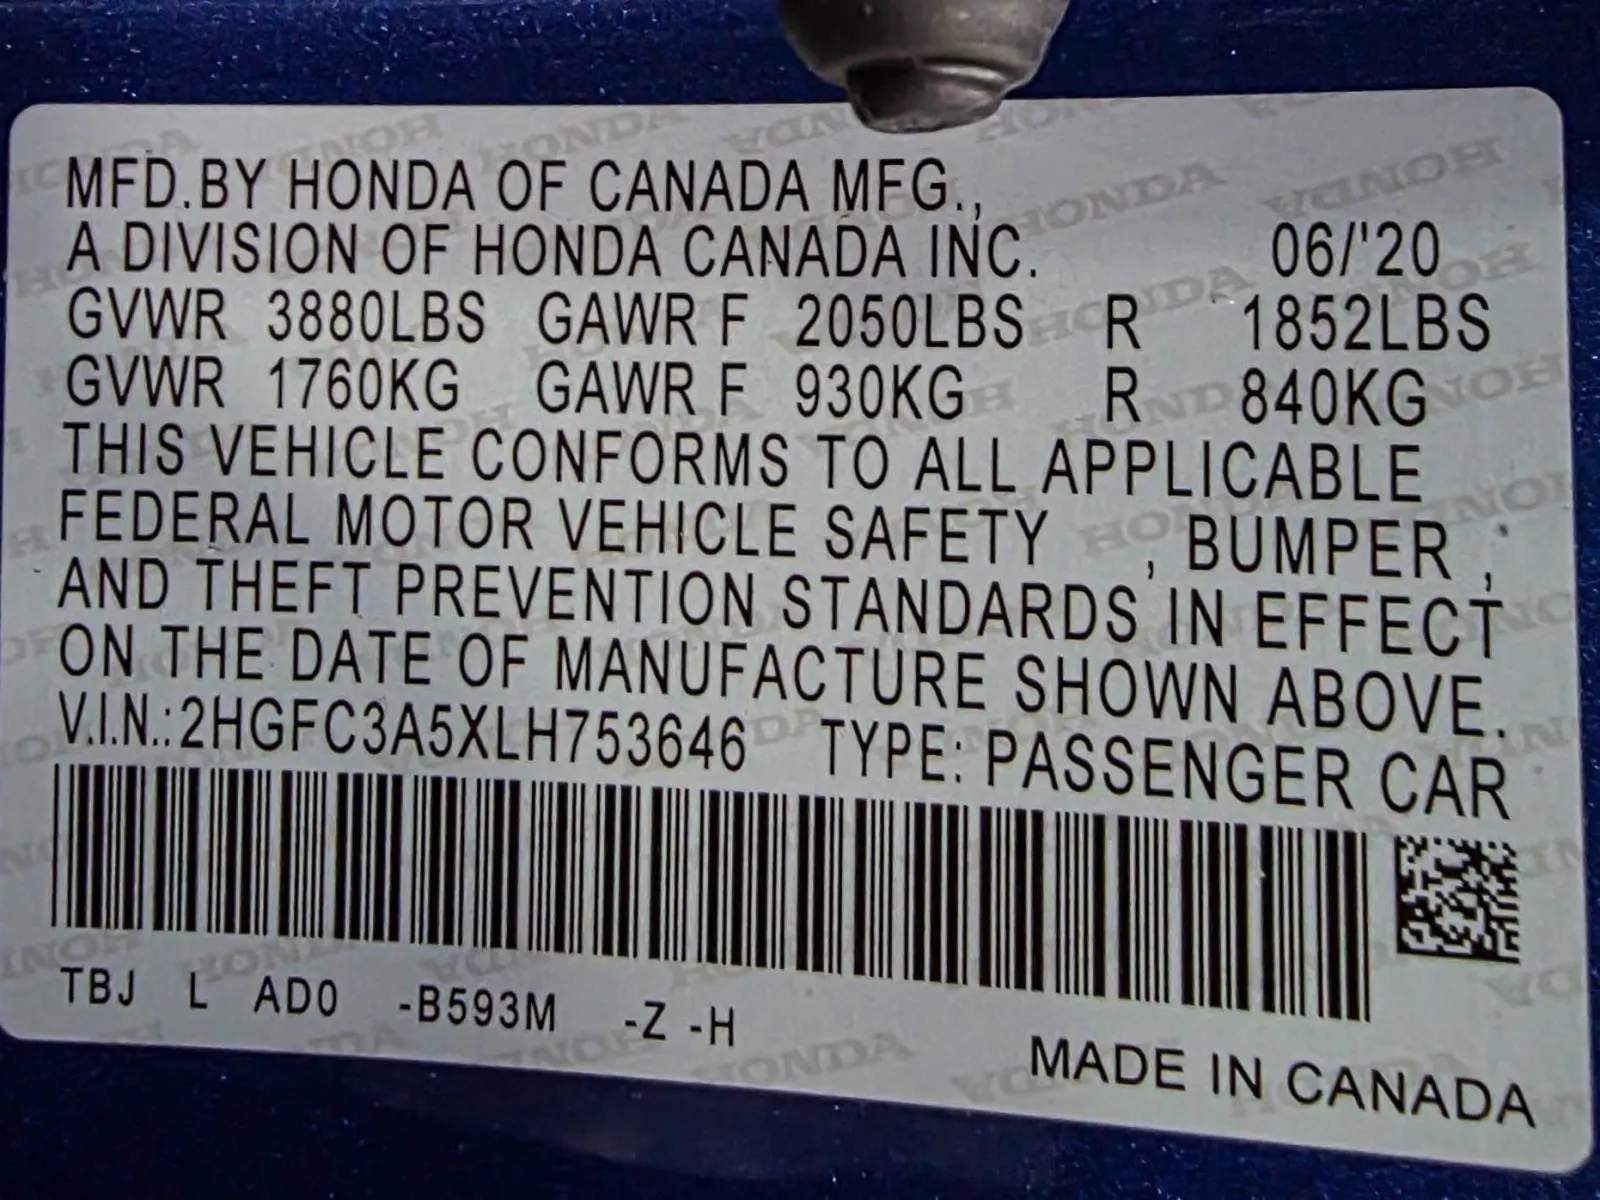 MFD.BY HONDA OF CANADA MFG.,
A DIVISION OF HONDA CANADA INC. 06/'20
GVWR 3880LBS GAWR F 2050LBS R 1852LBS
GVWR 1760KG GAWR F 930KG R 840KG
THIS VEHICLE CONFORMS TO ALL APPLICABLE
FEDERAL MOTOR VEHICLE SAFETY , BUMPER ,
AND THEFT PREVENTION STANDARDS IN EFFECT
ON THE DATE OF MANUFACTURE SHOWN ABOVE.
V.I.N.:2HGFC3A5XLH753646 TYPE: PASSENGER CAR
TBJ L AD0 -B593M -Z -H
MADE IN CANADA